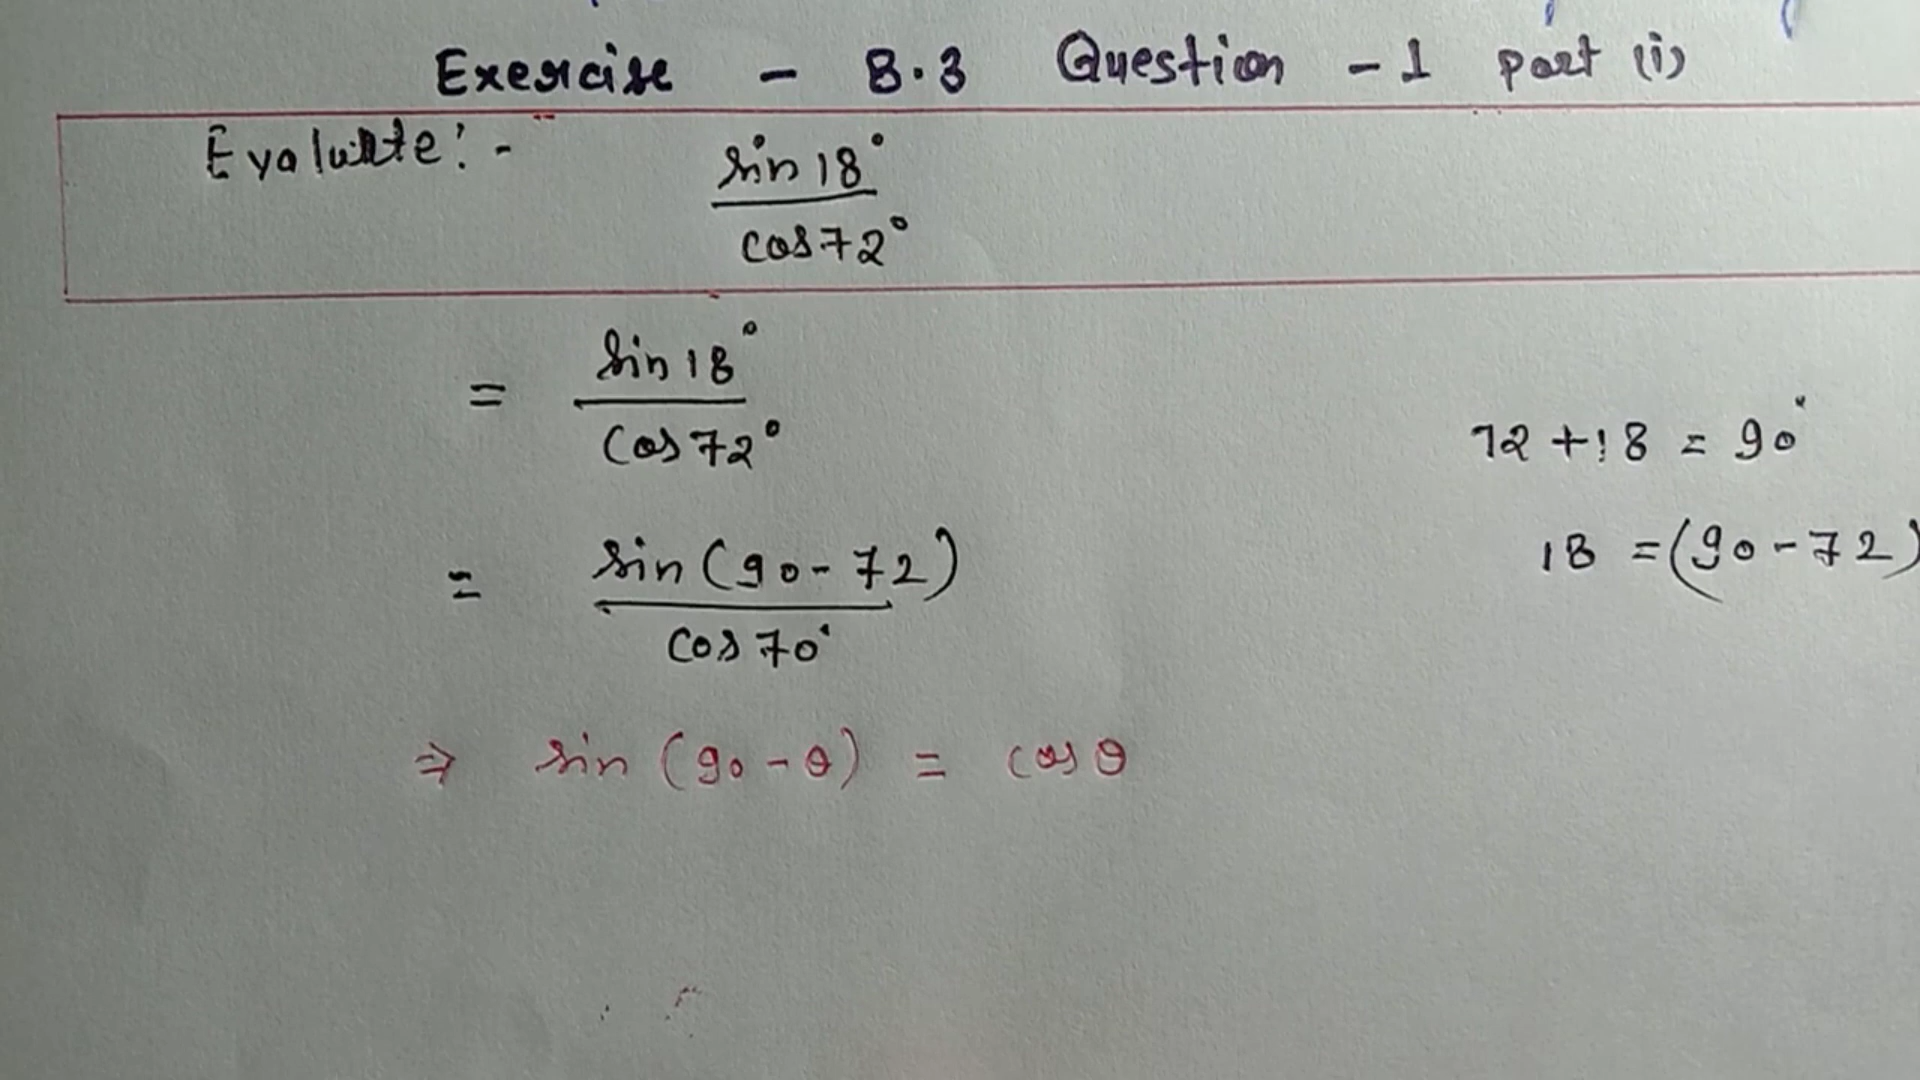 Exercise - 8.3 Question - 1 part (i)
Evaluate:- sin 18° / cos 72°
= sin 18° / cos 72°
72 + 18 = 90°
= sin (90 - 72) / cos 70°
18 = (90 - 72)
⇒ sin (90 - θ) = cos θ